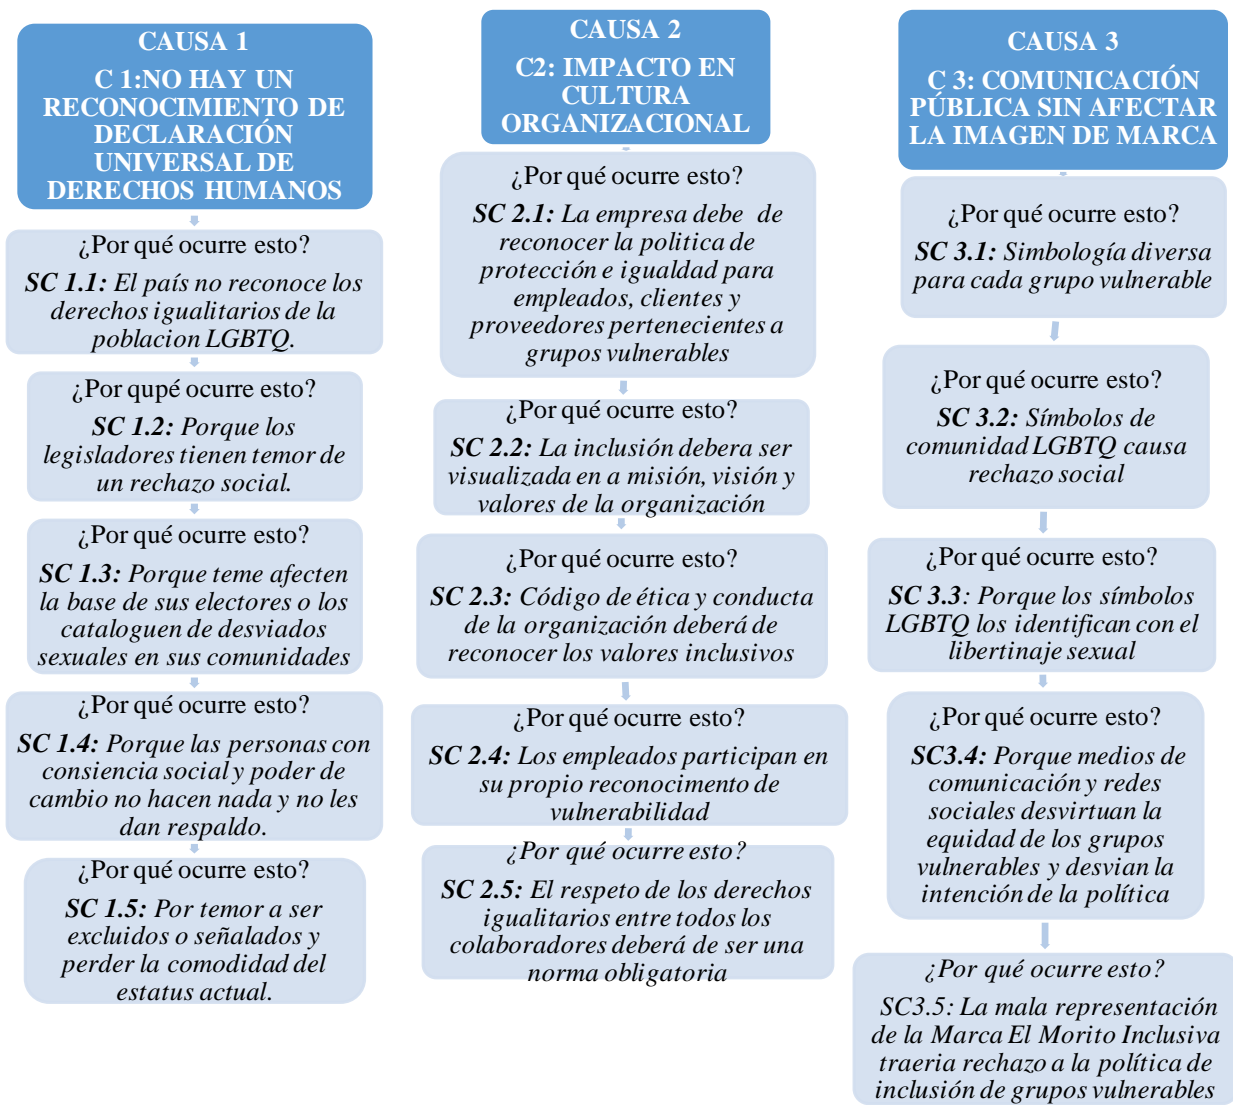 CAUSA 1
C 1:NO HAY UN
RECONOCIMIENTO DE
DECLARACIÓN
UNIVERSAL DE
DERECHOS HUMANOS
¿Por qué ocurre esto?
SC 1.1: El país no reconoce los
derechos igualitarios de la
poblacion LGBTQ.
¿Por qupé ocurre esto?
SC 1.2: Porque los
legisladores tienen temor de
un rechazo social.
¿Por qué ocurre esto?
SC 1.3: Porque teme afecten
la base de sus electores o los
cataloguen de desviados
sexuales en sus comunidades
¿Por qué ocurre esto?
SC 1.4: Porque las personas con
consiencia social y poder de
cambio no hacen nada y no les
dan respaldo.
¿Por qué ocurre esto?
SC 1.5: Por temor a ser
excluidos o señalados y
perder la comodidad del
estatus actual.
CAUSA 2
C2: IMPACTO EN
CULTURA
ORGANIZACIONAL
¿Por qué ocurre esto?
SC 2.1: La empresa debe de
reconocer la politica de
protección e igualdad para
empleados, clientes y
proveedores pertenecientes a
grupos vulnerables
¿Por qué ocurre esto?
SC 2.2: La inclusión debera ser
visualizada en a misión, visión y
valores de la organización
¿Por qué ocurre esto?
SC 2.3: Código de ética y conducta
de la organización deberá de
reconocer los valores inclusivos
¿Por qué ocurre esto?
SC 2.4: Los empleados participan en
su propio reconocimento de
vulnerabilidad
¿Por qué ocurre esto?
SC 2.5: El respeto de los derechos
igualitarios entre todos los
colaboradores deberá de ser una
norma obligatoria
CAUSA 3
C 3: COMUNICACIÓN
PÚBLICA SIN AFECTAR
LA IMAGEN DE MARCA
¿Por qué ocurre esto?
SC 3.1: Simbología diversa
para cada grupo vulnerable
¿Por qué ocurre esto?
SC 3.2: Símbolos de
comunidad LGBTQ causa
rechazo social
¿Por qué ocurre esto?
SC 3.3: Porque los símbolos
LGBTQ los identifican con el
libertinaje sexual
¿Por qué ocurre esto?
SC3.4: Porque medios de
comunicación y redes
sociales desvirtuan la
equidad de los grupos
vulnerables y desvian la
intención de la política
¿Por qué ocurre esto?
SC3.5: La mala representación
de la Marca El Morito Inclusiva
traeria rechazo a la política de
inclusión de grupos vulnerables